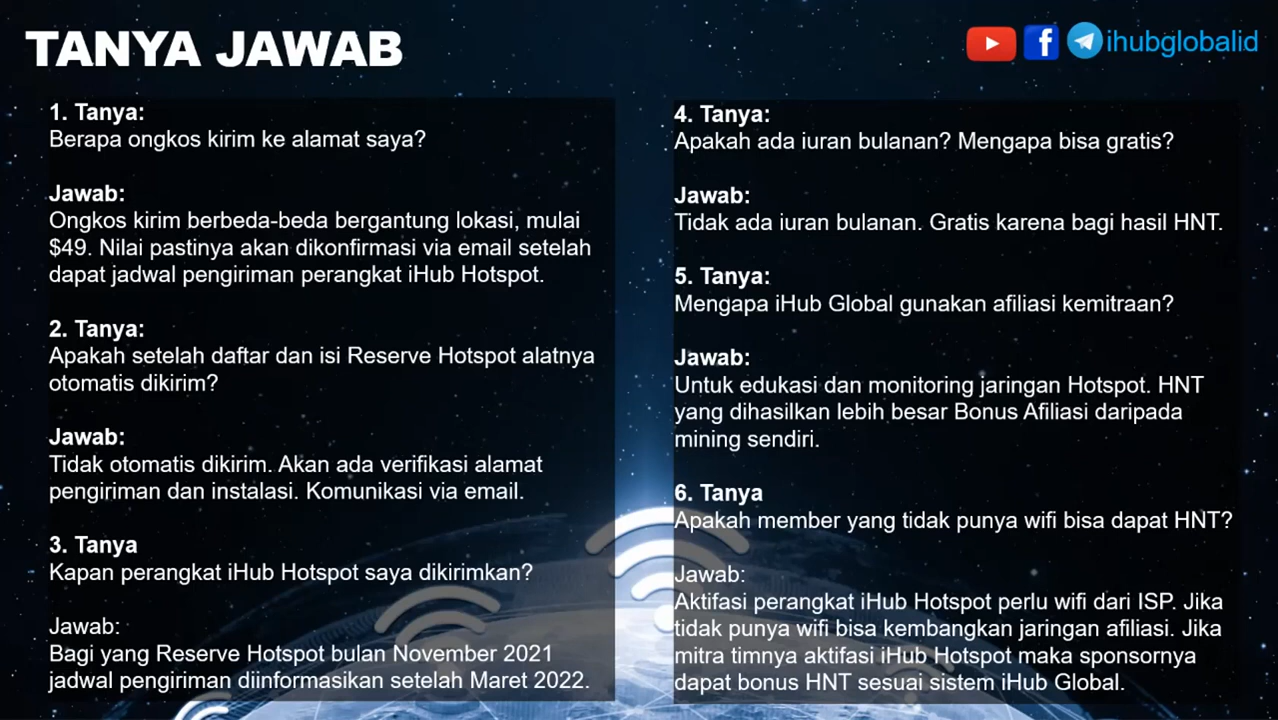 TANYA JAWAB
ihubglobalid
1. Tanya:
Berapa ongkos kirim ke alamat saya?
Jawab:
Ongkos kirim berbeda-beda bergantung lokasi, mulai
$49. Nilai pastinya akan dikonfirmasi via email setelah
dapat jadwal pengiriman perangkat iHub Hotspot.
2. Tanya:
Apakah setelah daftar dan isi Reserve Hotspot alatnya
otomatis dikirim?
Jawab:
Tidak otomatis dikirim. Akan ada verifikasi alamat
pengiriman dan instalasi. Komunikasi via email.
3. Tanya
Kapan perangkat iHub Hotspot saya dikirimkan?
Jawab:
Bagi yang Reserve Hotspot bulan November 2021
jadwal pengiriman diinformasikan setelah Maret 2022.
4. Tanya:
Apakah ada iuran bulanan? Mengapa bisa gratis?
Jawab:
Tidak ada iuran bulanan. Gratis karena bagi hasil HNT.
5. Tanya:
Mengapa iHub Global gunakan afiliasi kemitraan?
Jawab:
Untuk edukasi dan monitoring jaringan Hotspot. HNT
yang dihasilkan lebih besar Bonus Afiliasi daripada
mining sendiri.
6. Tanya
Apakah member yang tidak punya wifi bisa dapat HNT?
Jawab:
Aktifasi perangkat iHub Hotspot perlu wifi dari ISP. Jika
tidak punya wifi bisa kembangkan jaringan afiliasi. Jika
mitra timnya aktifasi iHub Hotspot maka sponsornya
dapat bonus HNT sesuai sistem iHub Global.